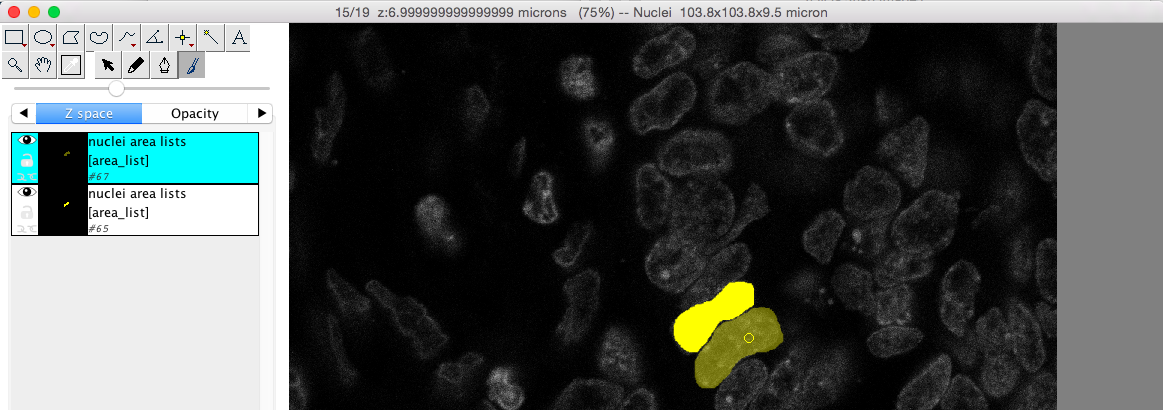 15/19 z:6.999999999999999 microns (75%) -- Nuclei 103.8x103.8x9.5 micron
A
Z space
Opacity
nuclei area lists
[area_list]
#67
nuclei area lists
[area_list]
#65